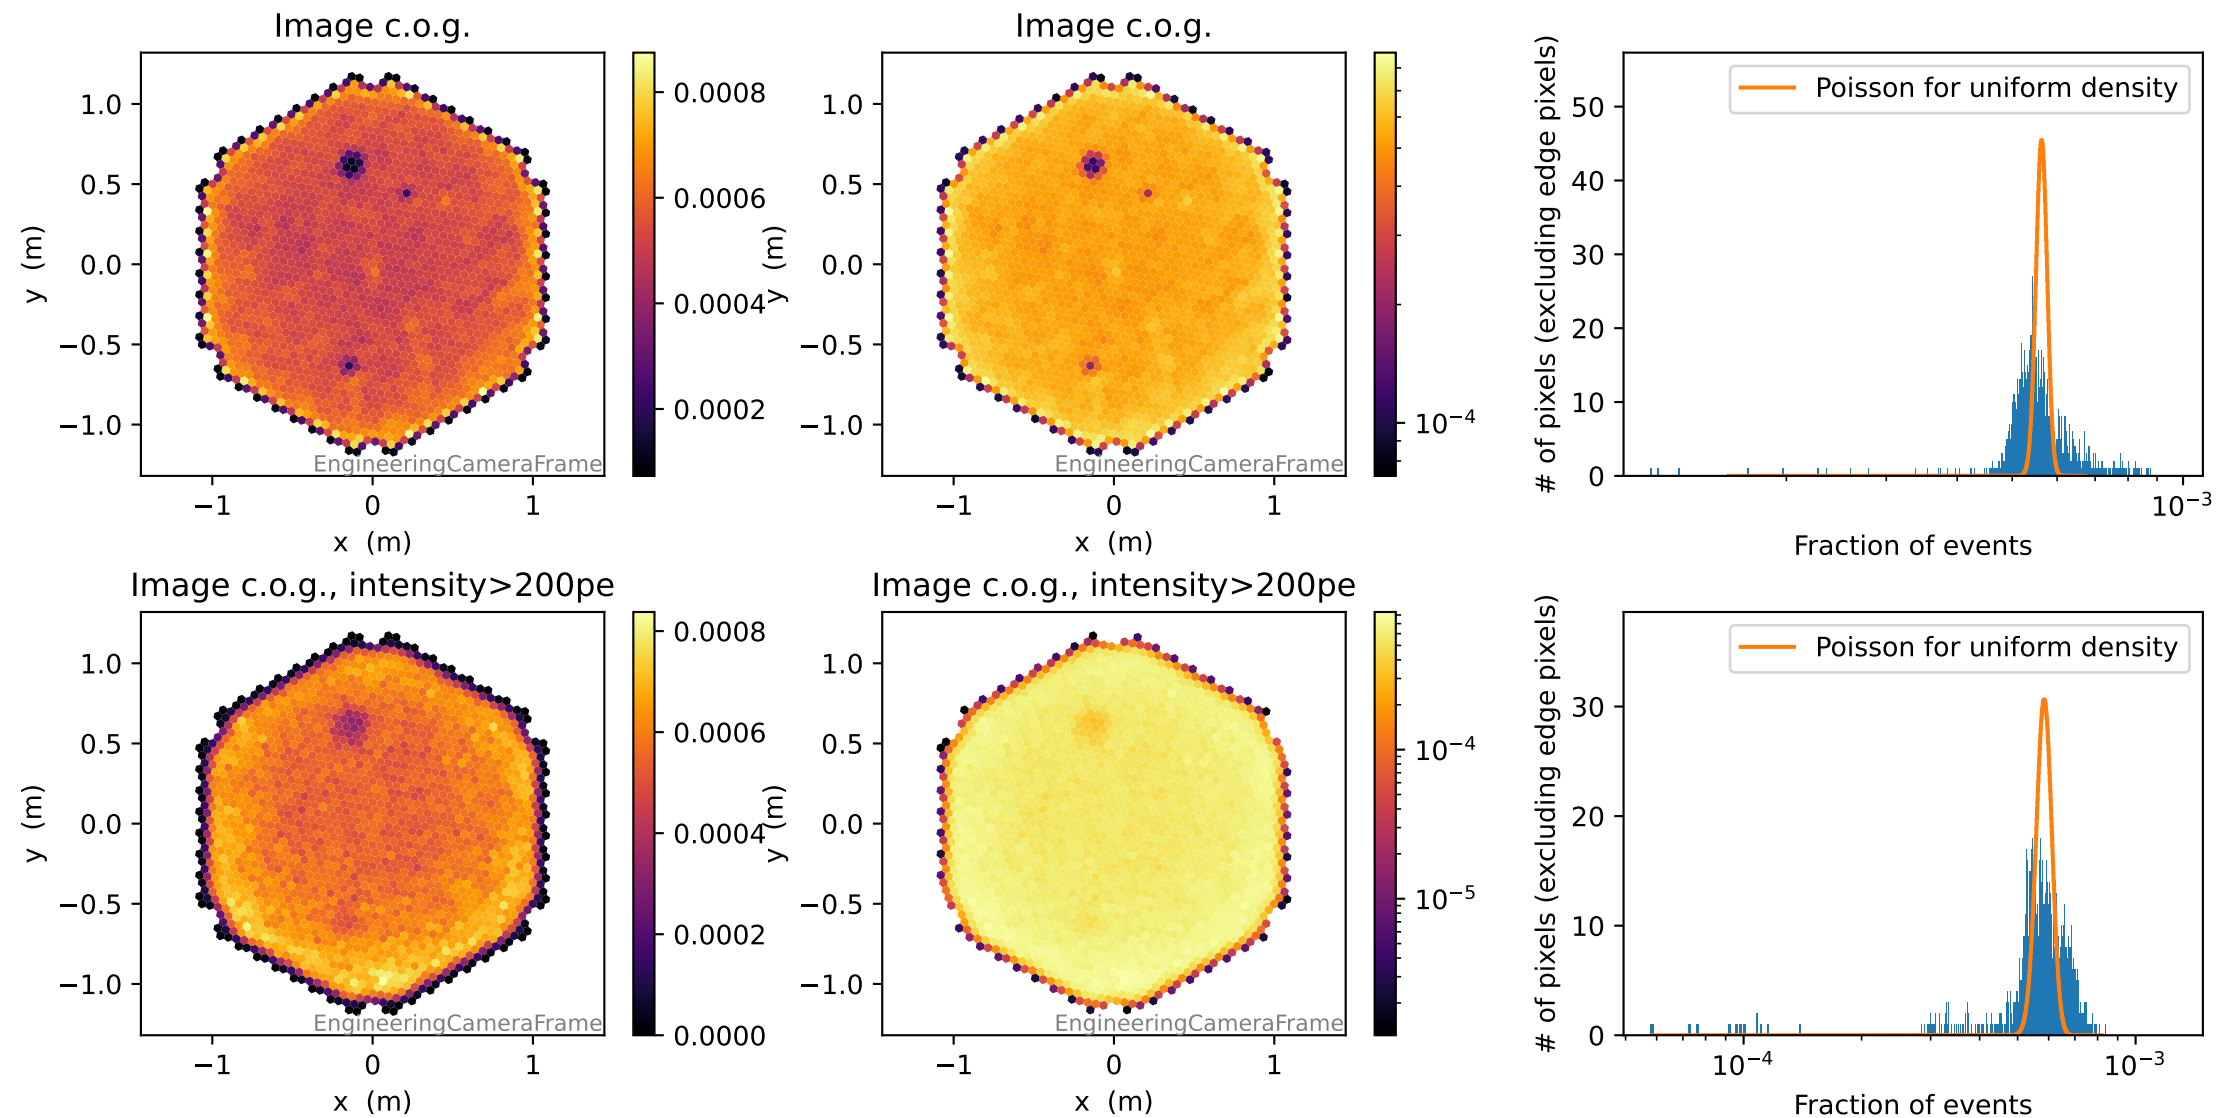 Image c.o.g.
1.0
0.5
0.0
−0.5
−1.0
y (m)
−1
0
1
x (m)
EngineeringCameraFrame
0.0008
0.0006
0.0004
0.0002
Image c.o.g.
1.0
0.5
0.0
−0.5
−1.0
y (m)
−1
0
1
x (m)
EngineeringCameraFrame
10⁻⁴
# of pixels (excluding edge pixels)
50
40
30
20
10
0
Poisson for uniform density
10⁻³
Fraction of events
Image c.o.g., intensity>200pe
1.0
0.5
0.0
−0.5
−1.0
y (m)
−1
0
1
x (m)
EngineeringCameraFrame
0.0008
0.0006
0.0004
0.0002
0.0000
Image c.o.g., intensity>200pe
1.0
0.5
0.0
−0.5
−1.0
y (m)
−1
0
1
x (m)
EngineeringCameraFrame
10⁻⁴
10⁻⁵
# of pixels (excluding edge pixels)
30
20
10
0
Poisson for uniform density
10⁻⁴
10⁻³
Fraction of events